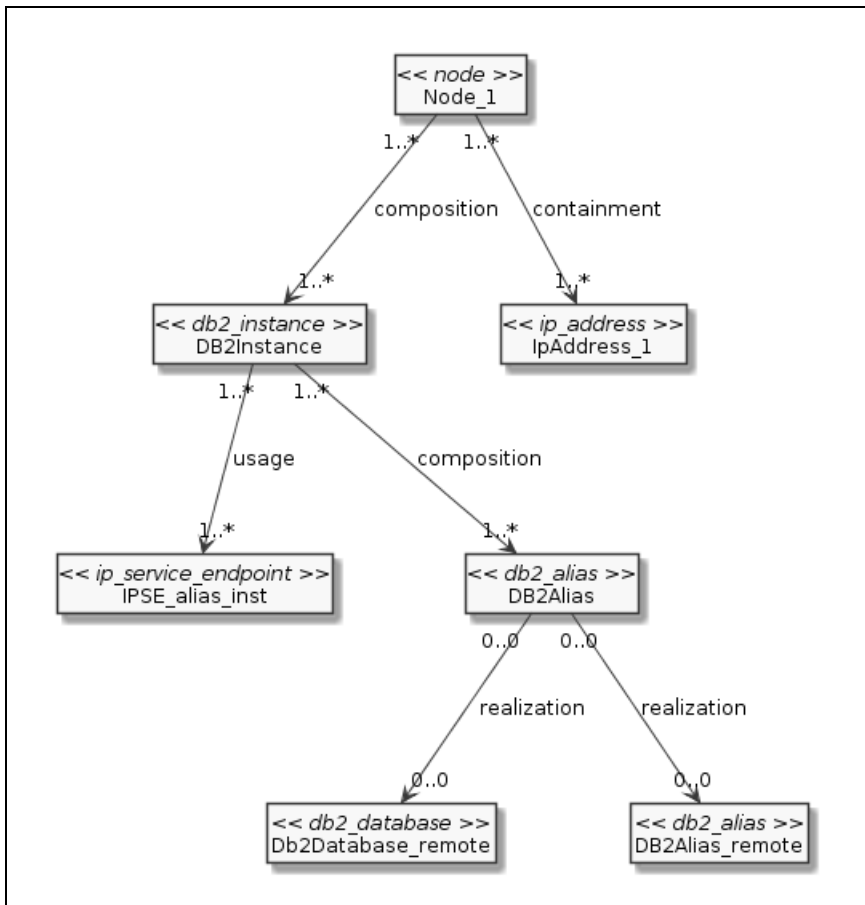 << node >>
Node_1
1..* 1..*
composition containment
1..* 1..*
<< db2_instance >> << ip_address >>
DB2Instance IpAddress_1
1..* 1..*
usage composition
1..* 1..*
<< ip_service_endpoint >> << db2_alias >>
IPSE_alias_inst DB2Alias
0..0 0..0
realization realization
0..0 0..0
<< db2_database >> << db2_alias >>
Db2Database_remote DB2Alias_remote